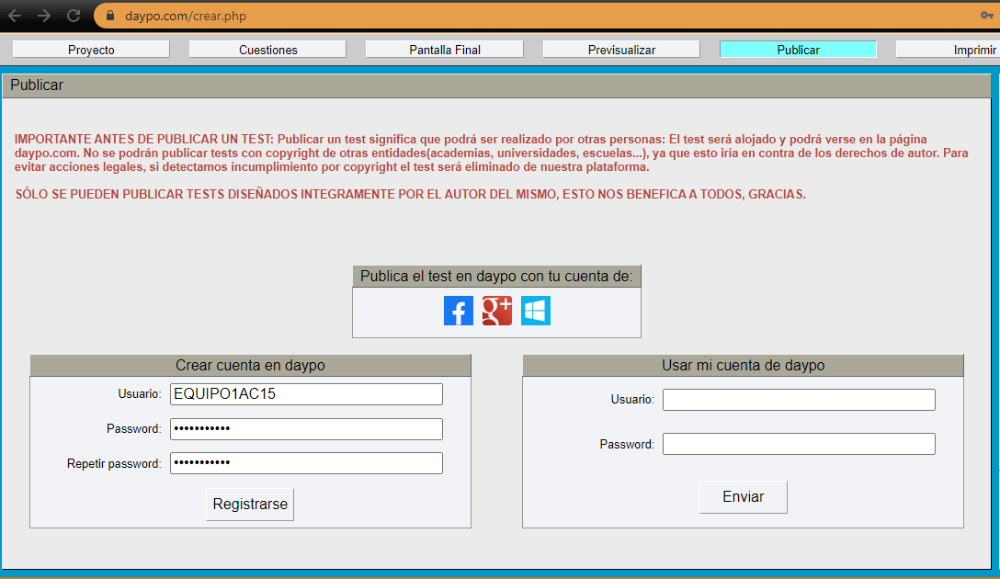 daypo.com/crear.php
Proyecto Cuestiones Pantalla Final Previsualizar Publicar Imprimir
Publicar
IMPORTANTE ANTES DE PUBLICAR UN TEST: Publicar un test significa que podrá ser realizado por otras personas: El test será alojado y podrá verse en la página
daypo.com. No se podrán publicar tests con copyright de otras entidades(academias, universidades, escuelas...), ya que esto iría en contra de los derechos de autor. Para
evitar acciones legales, si detectamos incumplimiento por copyright el test será eliminado de nuestra plataforma.
SÓLO SE PUEDEN PUBLICAR TESTS DISEÑADOS INTEGRAMENTE POR EL AUTOR DEL MISMO, ESTO NOS BENEFICA A TODOS, GRACIAS.
Publica el test en daypo con tu cuenta de:
f g+
Crear cuenta en daypo
Usuario: EQUIPO1AC15
Password: •••••••••••
Repetir password: •••••••••••
Registrarse
Usar mi cuenta de daypo
Usuario:
Password:
Enviar